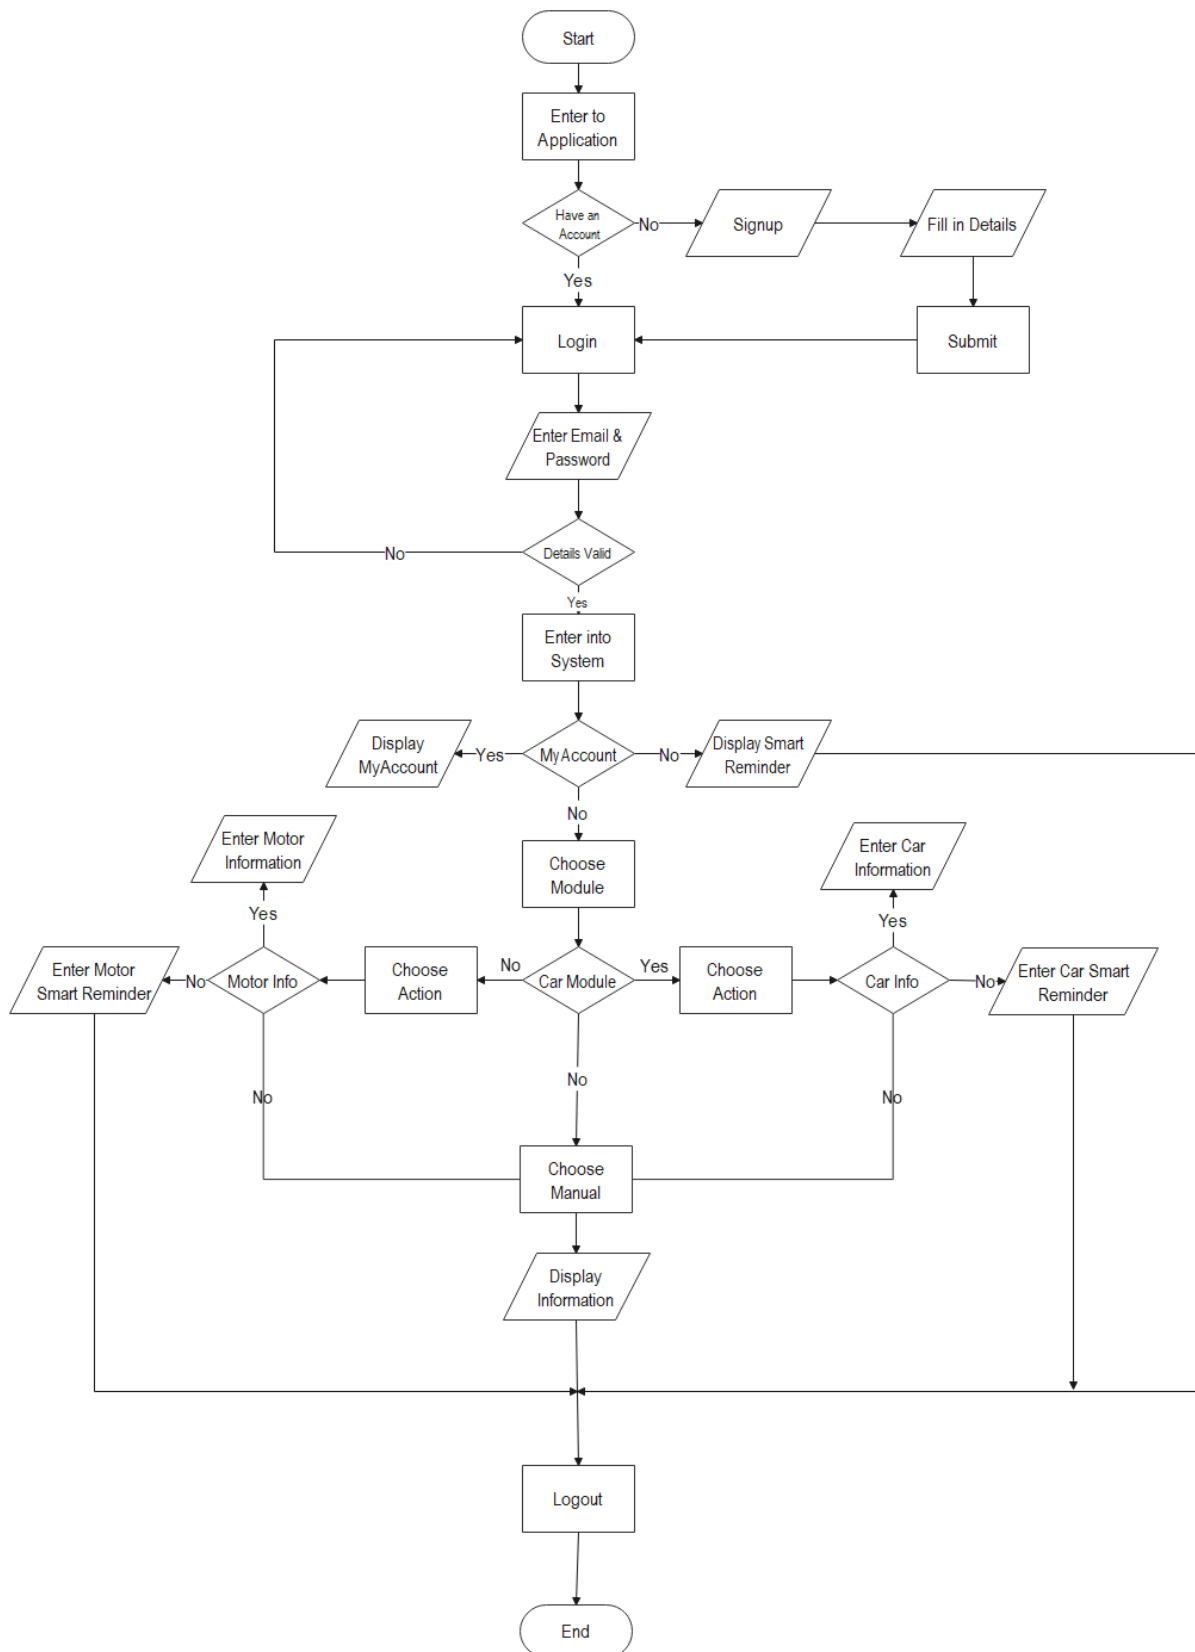 Start
Enter to
Application
Have an
Account
No
Signup
Fill in Details
Yes
Login
Submit
Enter Email &
Password
No
Details Valid
Yes
Enter into
System
Display
MyAccount
Yes
My Account
No
Display Smart
Reminder
No
Enter Motor
Information
Choose
Module
Enter Car
Information
Yes
Yes
Enter Motor
Smart Reminder
No
Motor Info
Choose
Action
No
Car Module
Yes
Choose
Action
Car Info
No
Enter Car Smart
Reminder
No
No
No
Choose
Manual
Display
Information
Logout
End